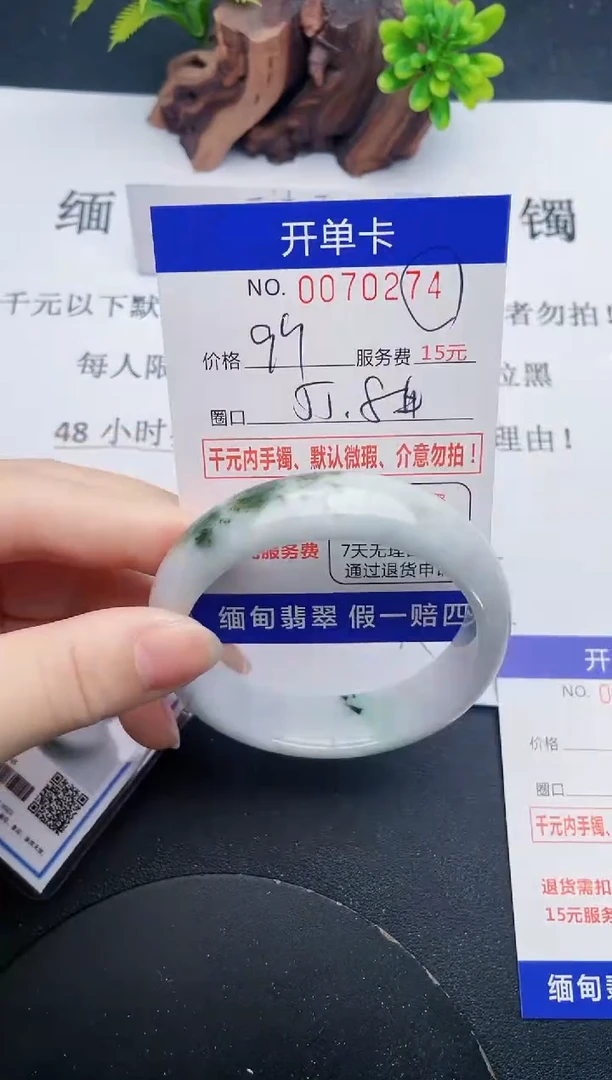 缅
镯
开单卡
NO. 0070274
千元以下默
者勿拍!
价格 99 服务费 15元
每人限
拉黑
圈口 55.8
48 小时
理由!
千元内手镯、默认微瑕、介意勿拍!
服务费
7天无理
通过退货申
缅甸翡翠 假一赔四
开
NO. 0
价格
圈口
千元内手镯、
退货需扣
15元服务
缅甸